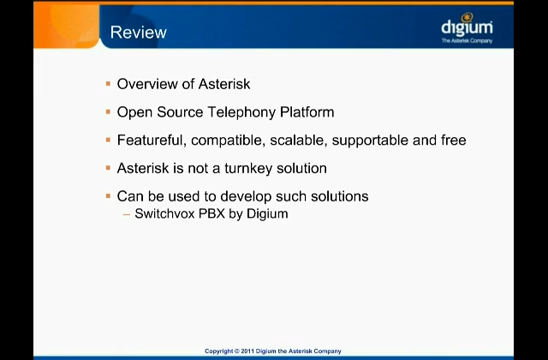 Review
digium
The Asterisk Company
Overview of Asterisk
Open Source Telephony Platform
Featureful, compatible, scalable, supportable and free
Asterisk is not a turnkey solution
Can be used to develop such solutions
– Switchvox PBX by Digium
Copyright © 2011 Digium the Asterisk Company